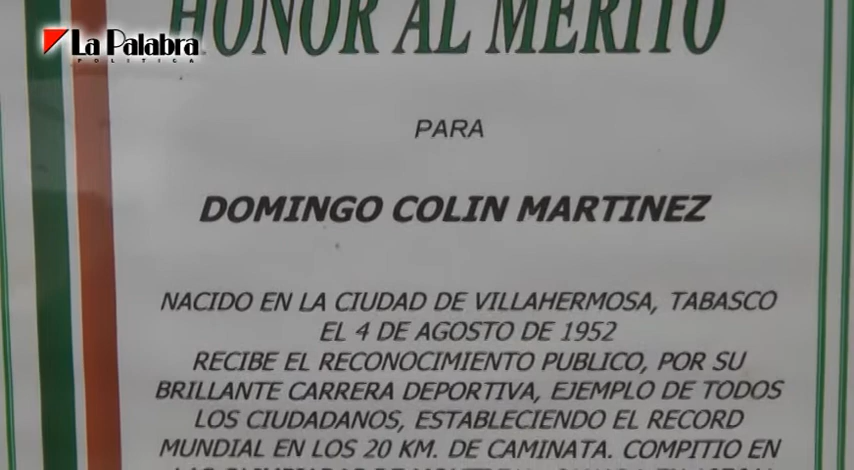 La Palabra
POLITICA
HONOR AL MERITO
PARA
DOMINGO COLIN MARTINEZ
NACIDO EN LA CIUDAD DE VILLAHERMOSA, TABASCO
EL 4 DE AGOSTO DE 1952
RECIBE EL RECONOCIMIENTO PUBLICO, POR SU
BRILLANTE CARRERA DEPORTIVA, EJEMPLO DE TODOS
LOS CIUDADANOS, ESTABLECIENDO EL RECORD
MUNDIAL EN LOS 20 KM. DE CAMINATA. COMPITIO EN